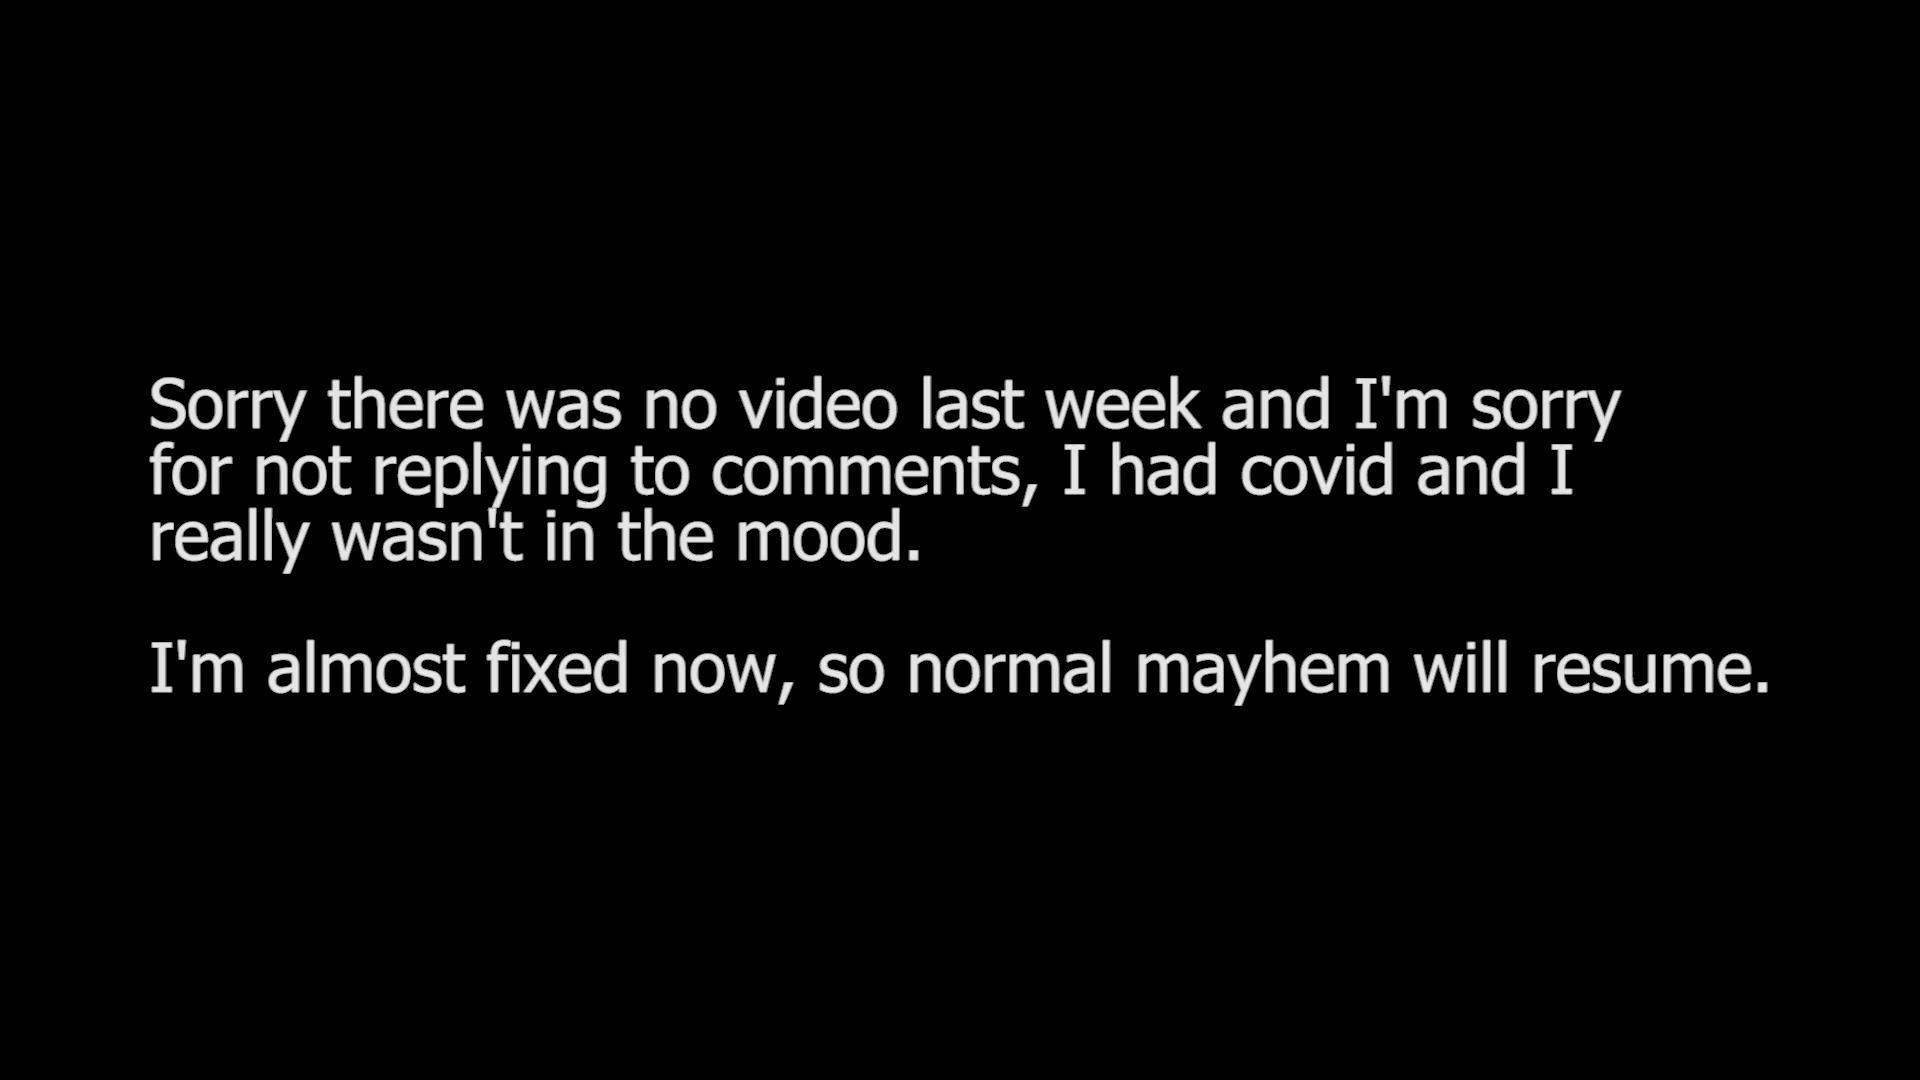 Sorry there was no video last week and I'm sorry
for not replying to comments, I had covid and I
really wasn't in the mood.
I'm almost fixed now, so normal mayhem will resume.